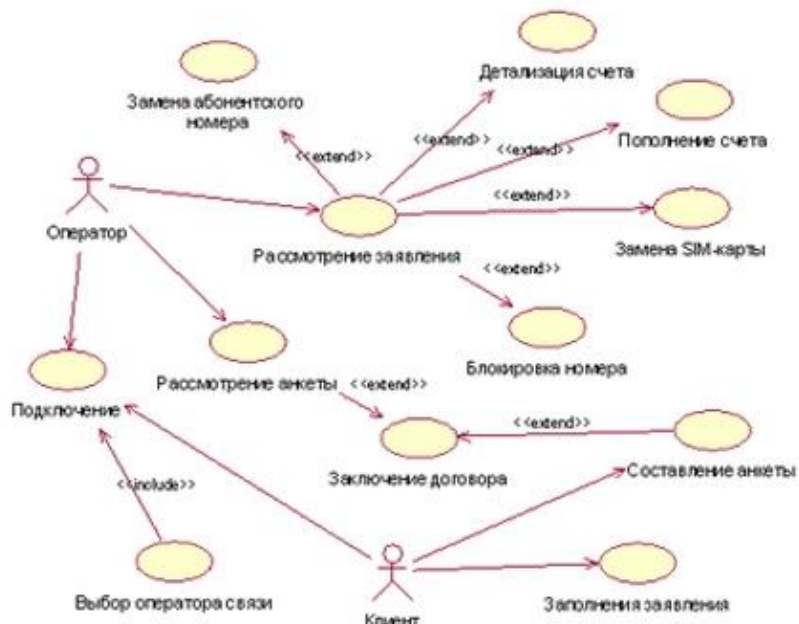 Детализация счета
Замена абонентского
номера
<<extend>>
Пополнение счета
<<extend>>
<<extend>>
<<extend>>
Оператор
Рассмотрение заявления
Замена SIM-карты
<<extend>>
Рассмотрение анкеты
<<extend>>
Блокировка номера
Подключение
<<extend>>
Заключение договора
Составление анкеты
<<include>>
Выбор оператора связи
Клиент
Заполнения заявления